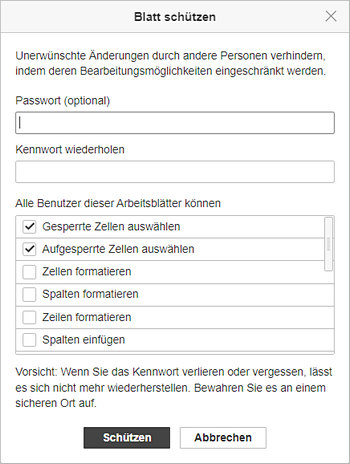 Blatt schützen
Unerwünschte Änderungen durch andere Personen verhindern,
indem deren Bearbeitungsmöglichkeiten eingeschränkt werden.
Passwort (optional)
Kennwort wiederholen
Alle Benutzer dieser Arbeitsblätter können
Gesperrte Zellen auswählen
Aufgesperrte Zellen auswählen
Zellen formatieren
Spalten formatieren
Zeilen formatieren
Spalten einfügen
Vorsicht: Wenn Sie das Kennwort verlieren oder vergessen, lässt
es sich nicht mehr wiederherstellen. Bewahren Sie es an einem
sicheren Ort auf.
Schützen
Abbrechen